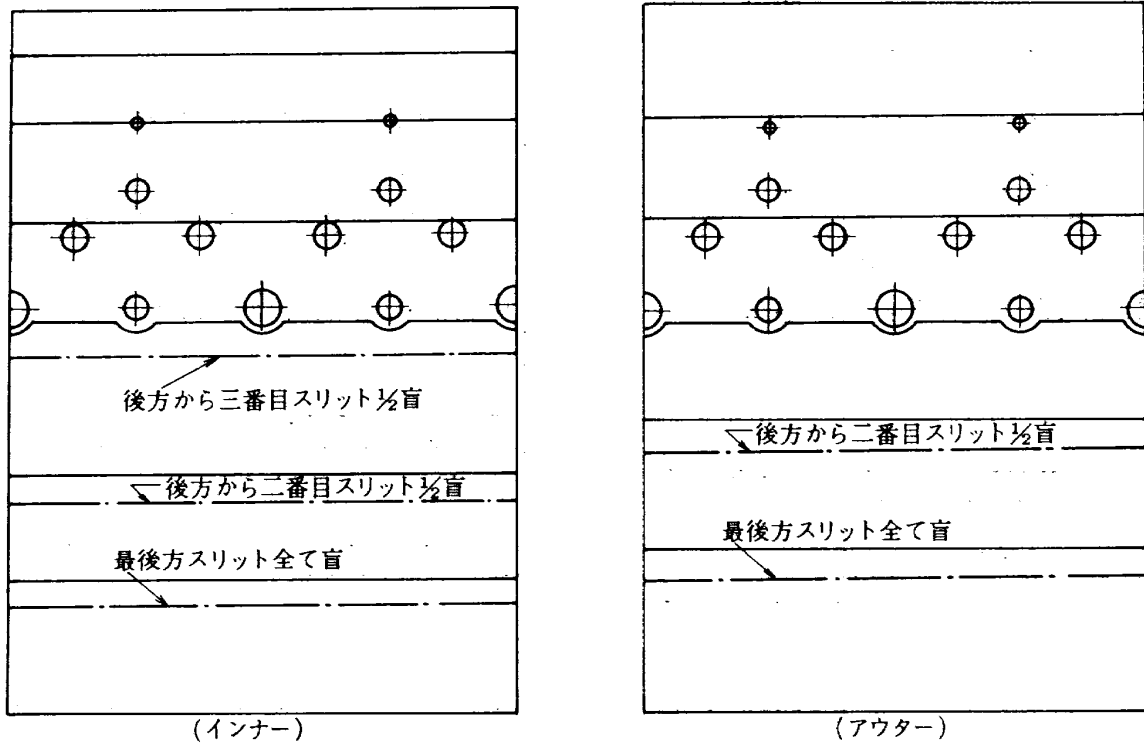 後方から三番目スリット½盲
後方から二番目スリット½盲
最後方スリット全て盲
(インナー)
後方から二番目スリット½盲
最後方スリット全て盲
(アウター)